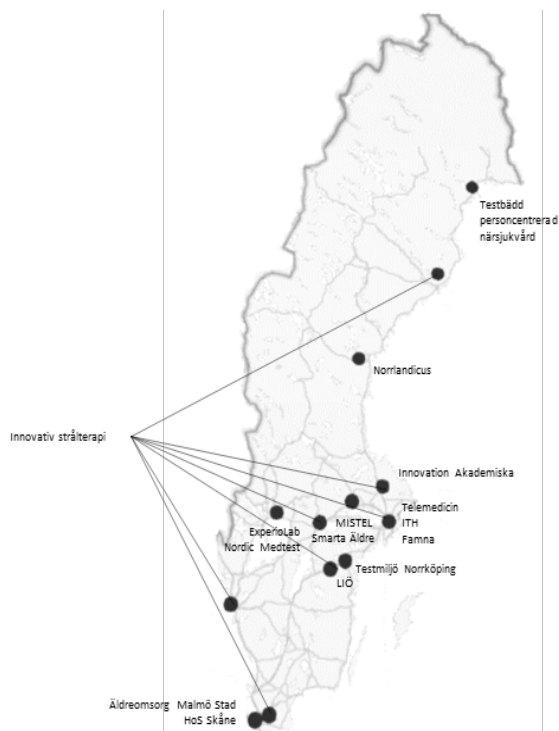 Testbädd
personcentrerad
närsjukvård
Norrlandicus
Innovativ strålterapi
Innovation Akademiska
Telemedicin
MISTEL
ITH
ExperioLab
Smarta Äldre
Famna
Nordic Medtest
Testmiljö Norrköping
LIÖ
Äldreomsorg Malmö Stad
HoS Skåne